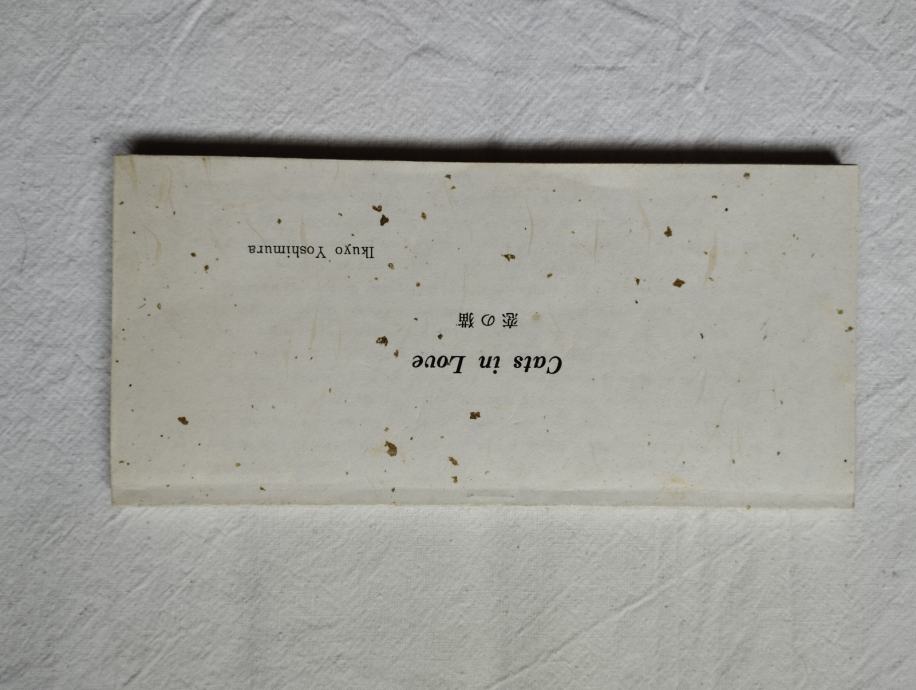 Cats in Love
恋の猫
Ikuyo Yoshimura